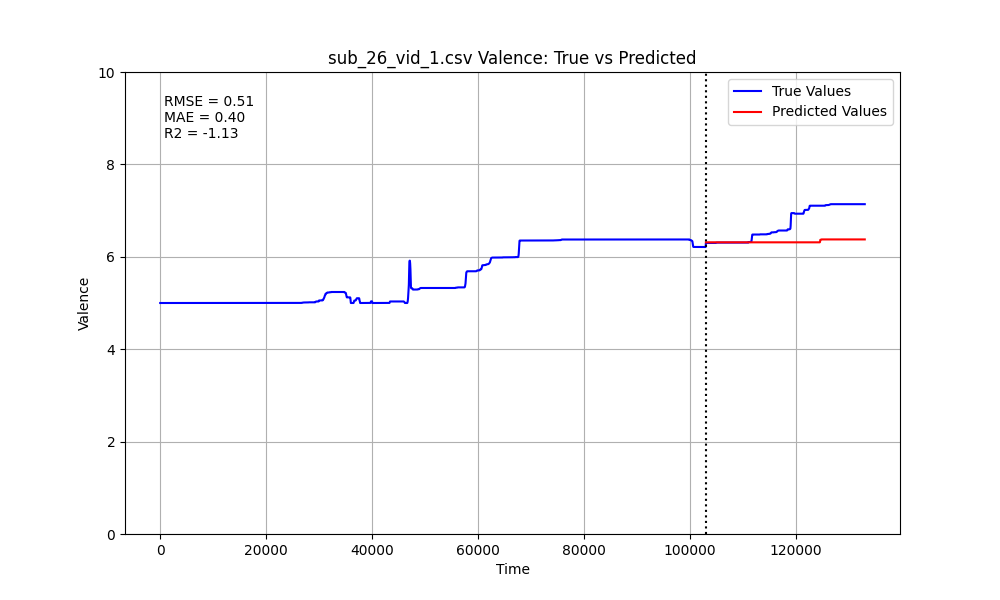 sub_26_vid_1.csv Valence: True vs Predicted
RMSE = 0.51
MAE = 0.40
R2 = -1.13
True Values
Predicted Values
10
8
6
4
2
0
Valence
0
20000
40000
60000
80000
100000
120000
Time